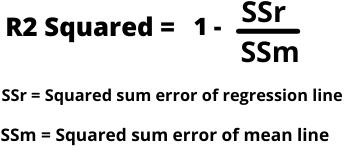 R2 Squared = 1 - SSr
SSm
SSr = Squared sum error of regression line
SSm = Squared sum error of mean line